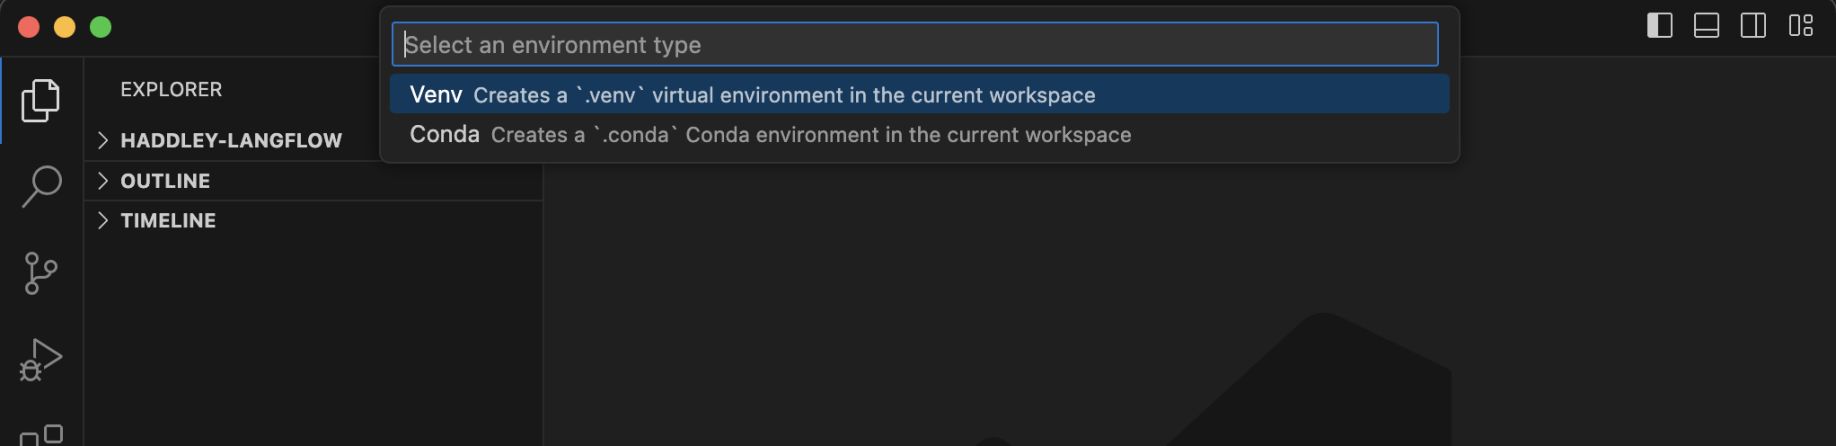 Select an environment type
Venv Creates a `.venv` virtual environment in the current workspace
Conda Creates a `.conda` Conda environment in the current workspace
EXPLORER
HADDLEY-LANGFLOW
OUTLINE
TIMELINE